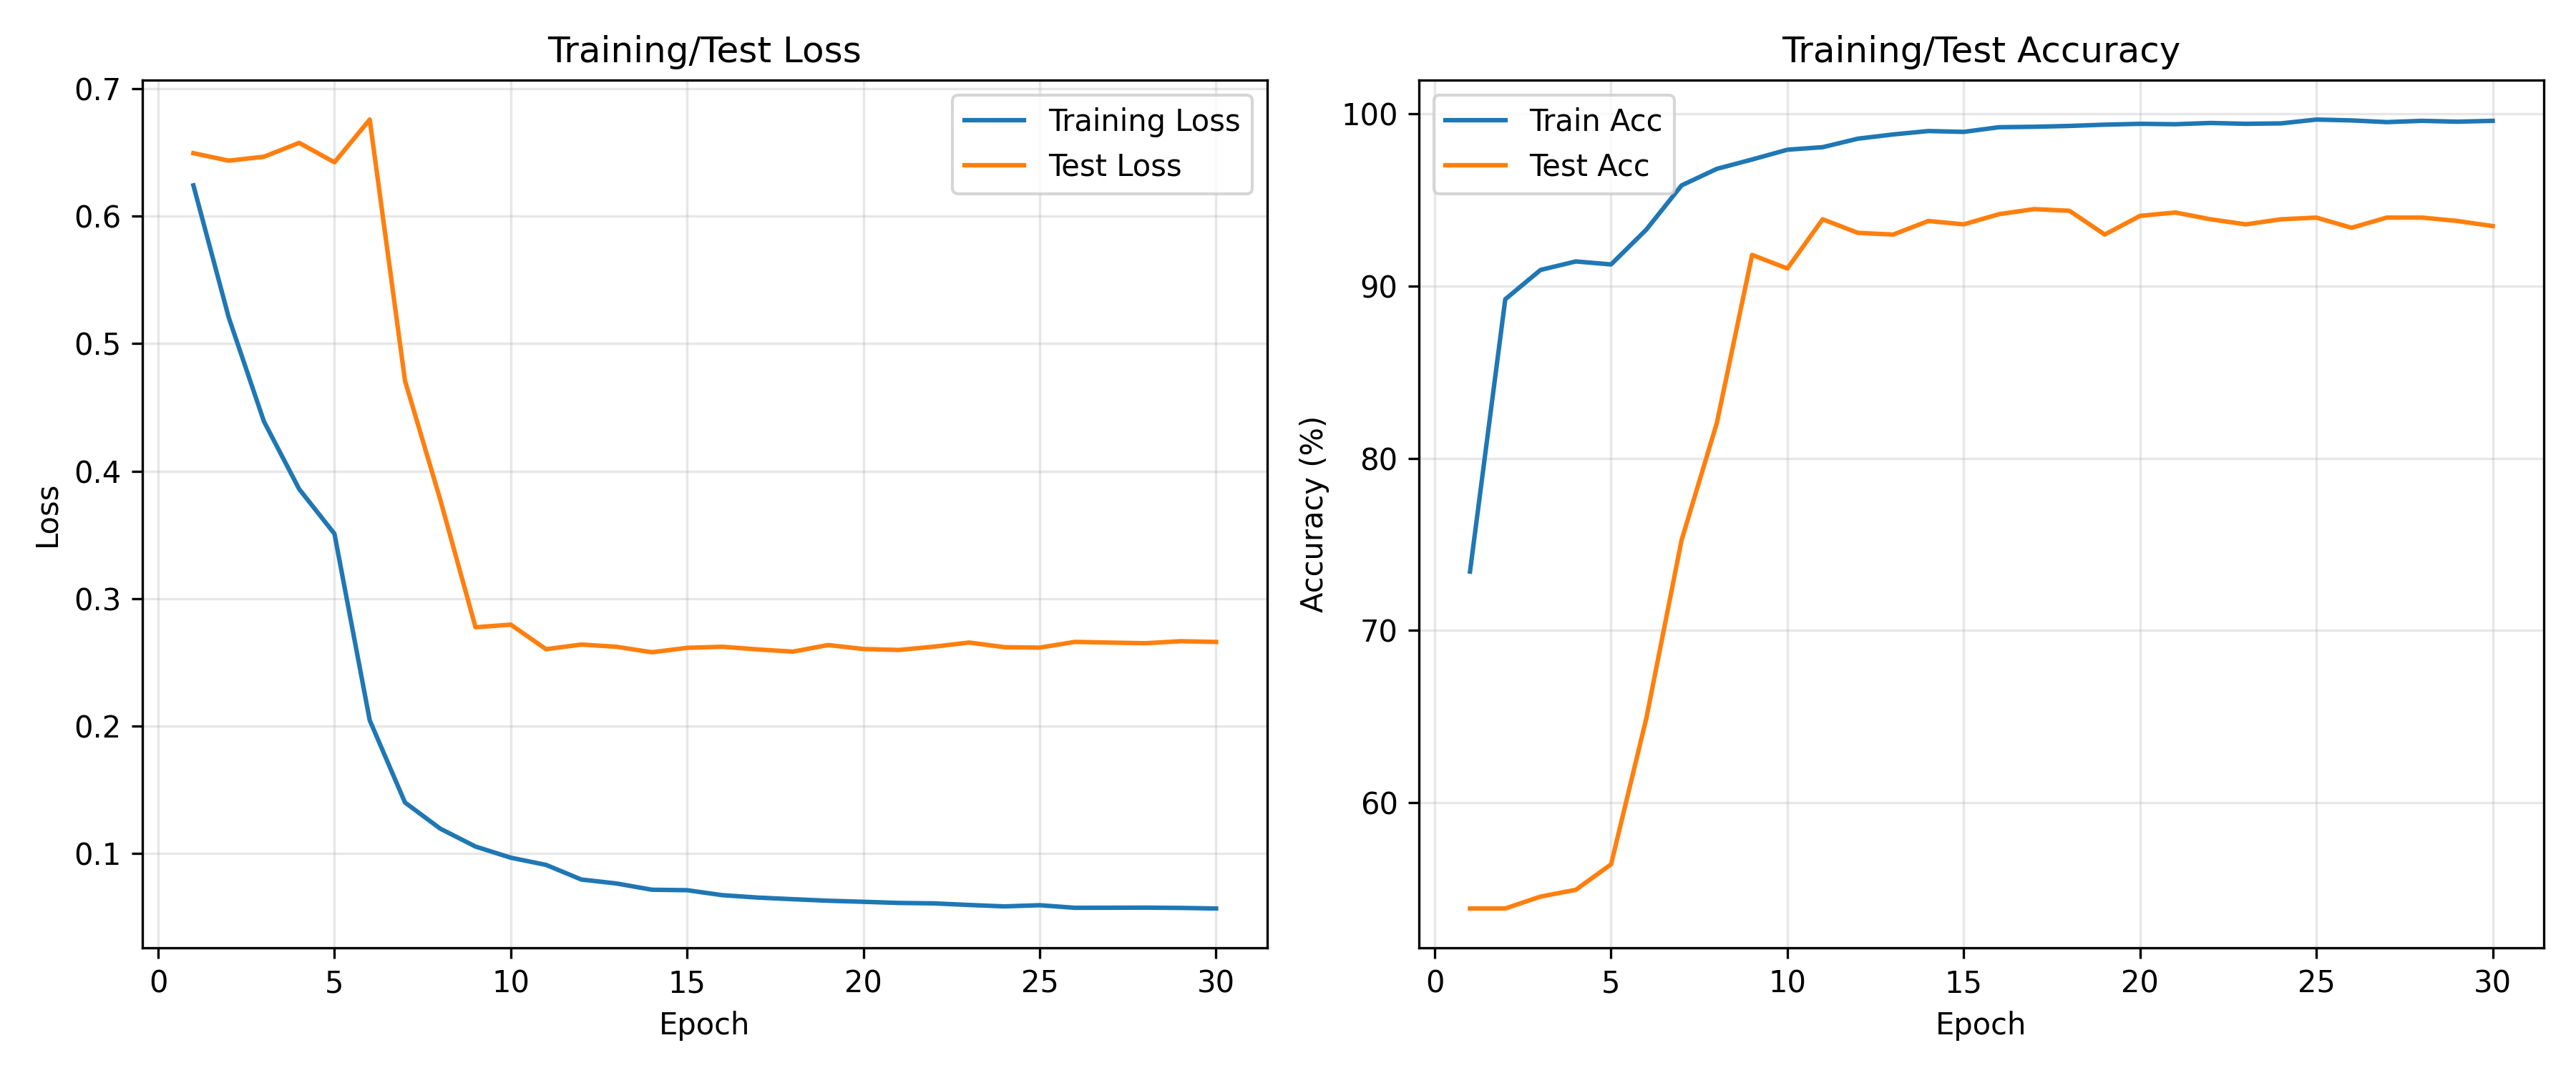 Training/Test Loss
0.7
0.6
0.5
0.4
0.3
0.2
0.1
Loss
0 5 10 15 20 25 30
Epoch
Training Loss
Test Loss
Training/Test Accuracy
100
90
80
70
60
Accuracy (%)
0 5 10 15 20 25 30
Epoch
Train Acc
Test Acc